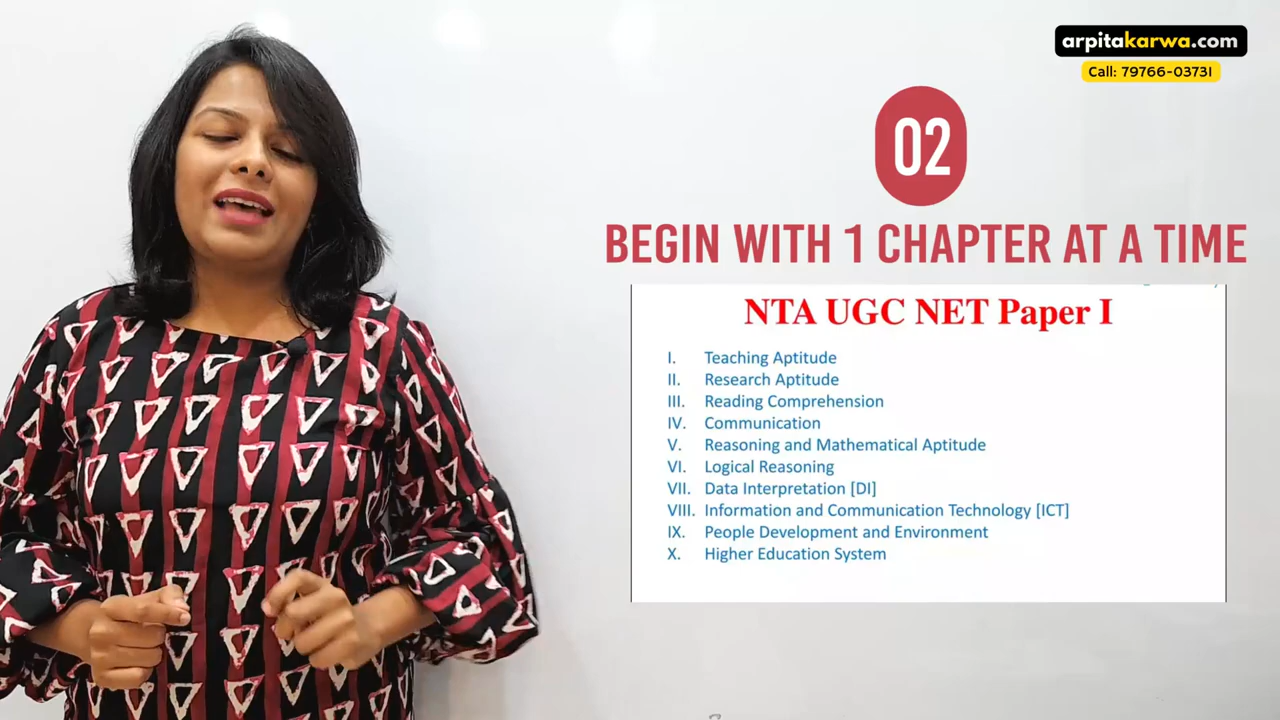 arpitakarwa.com
Call: 79766-03731
02
BEGIN WITH 1 CHAPTER AT A TIME
NTA UGC NET Paper I
I. Teaching Aptitude
II. Research Aptitude
III. Reading Comprehension
IV. Communication
V. Reasoning and Mathematical Aptitude
VI. Logical Reasoning
VII. Data Interpretation [DI]
VIII. Information and Communication Technology [ICT]
IX. People Development and Environment
X. Higher Education System